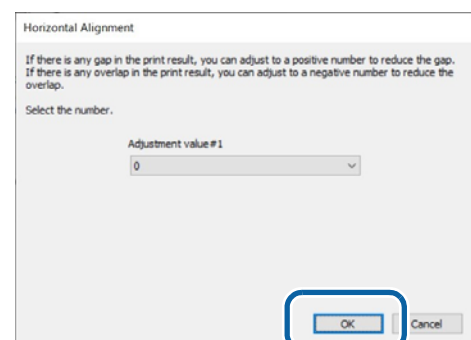 Horizontal Alignment
If there is any gap in the print result, you can adjust to a positive number to reduce the gap.
If there is any overlap in the print result, you can adjust to a negative number to reduce the
overlap.
Select the number.
Adjustment value#1
0
OK
Cancel